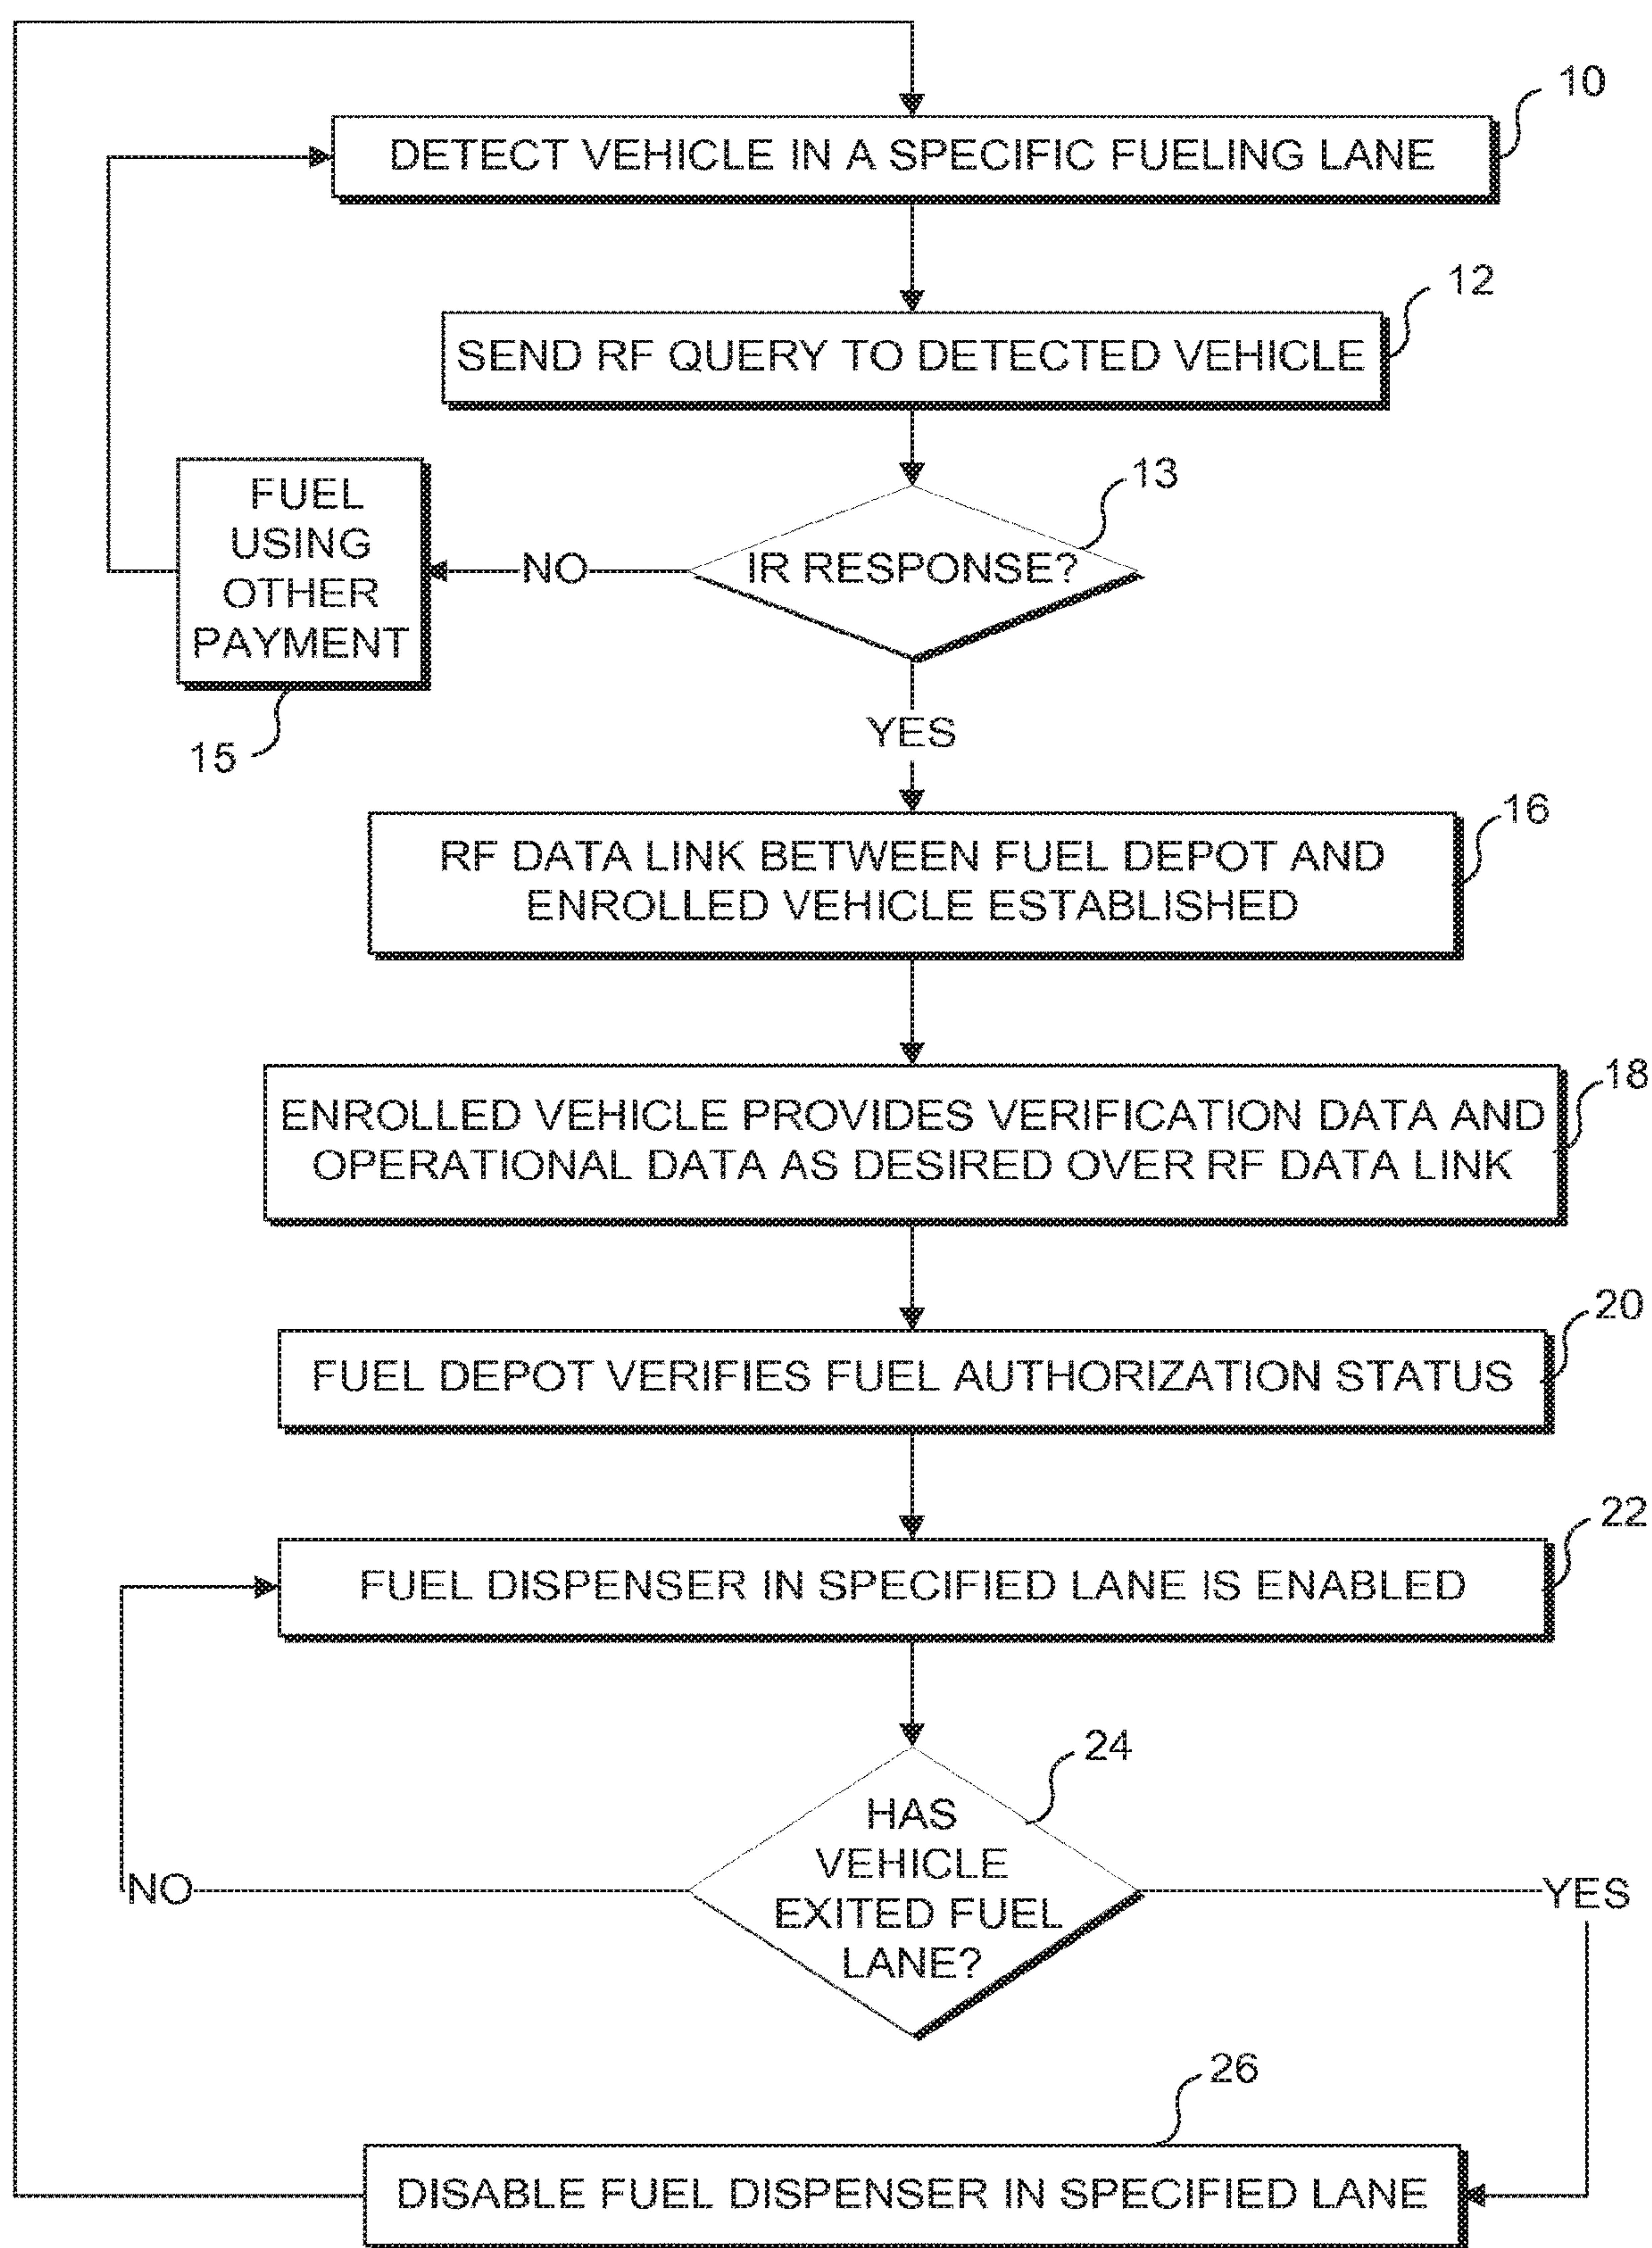 10
DETECT VEHICLE IN A SPECIFIC FUELING LANE
12
SEND RF QUERY TO DETECTED VEHICLE
13
IR RESPONSE?
NO
FUEL
USING
OTHER
PAYMENT
15
YES
16
RF DATA LINK BETWEEN FUEL DEPOT AND
ENROLLED VEHICLE ESTABLISHED
18
ENROLLED VEHICLE PROVIDES VERIFICATION DATA AND
OPERATIONAL DATA AS DESIRED OVER RF DATA LINK
20
FUEL DEPOT VERIFIES FUEL AUTHORIZATION STATUS
22
FUEL DISPENSER IN SPECIFIED LANE IS ENABLED
24
HAS
VEHICLE
EXITED FUEL
LANE?
NO
YES
26
DISABLE FUEL DISPENSER IN SPECIFIED LANE